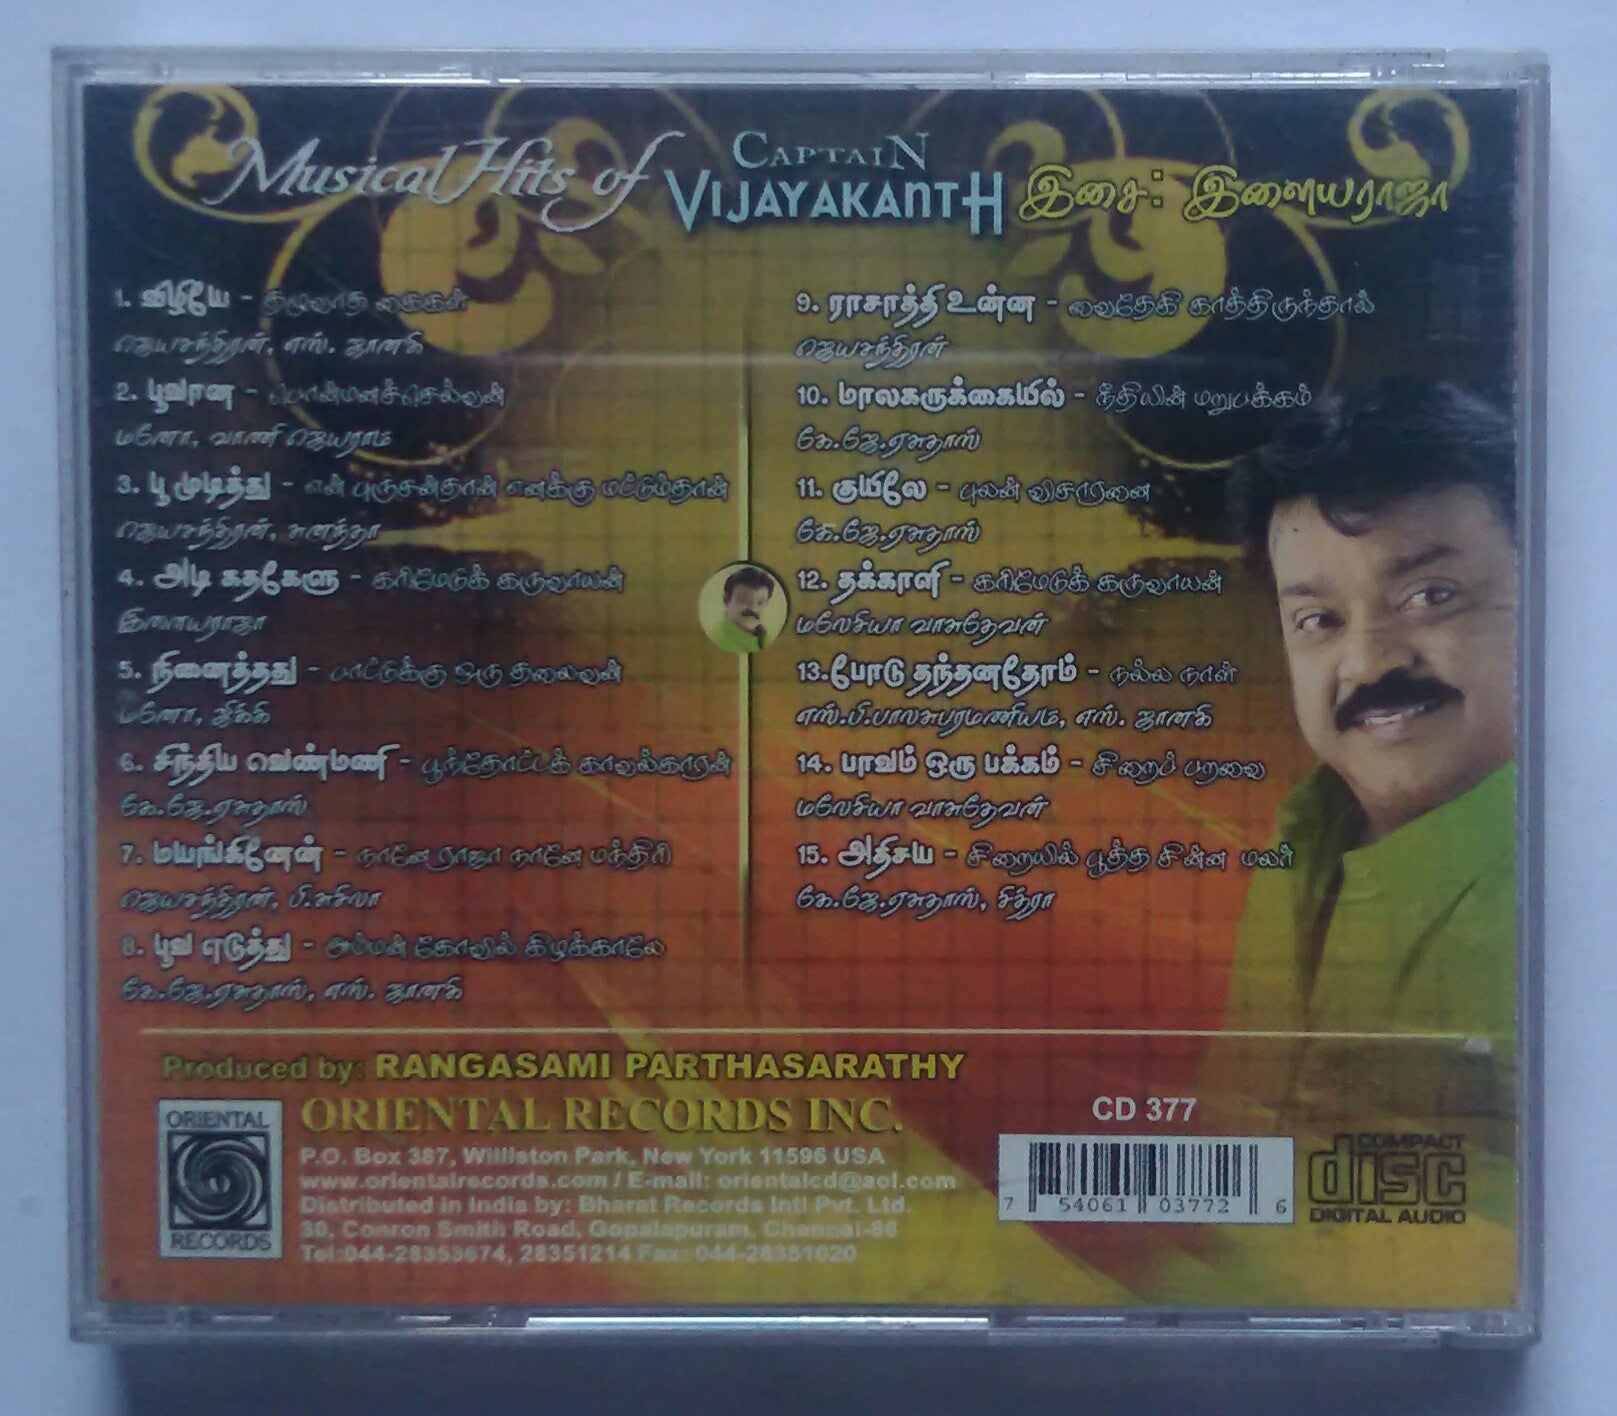 Musical Hits of CAPTAIN VIJAYAKANTH இசை: இளையராஜா
1. விழியே - தழுவாத கைகள்
ஜெயசந்திரன், எஸ். ஜானகி
2. பூவான - பொன்மனச்செல்வன்
மனோ, வாணி ஜெயராம்
3. பூ முடித்து - என் புருசன்தான் எனக்கு மட்டும்தான்
ஜெயசந்திரன், சுனந்தா
4. அடி கதகேளு - கரிமேடுக் கருவாயன்
இளையராஜா
5. நினைத்தது - பாட்டுக்கு ஒரு தலைவன்
மனோ, ஜிக்கி
6. சிந்திய வெண்மணி - பூந்தோட்டக் காவல்காரன்
கே.ஜே.ஏசுதாஸ்
7. மயங்கினேன் - நானே ராஜா நானே மந்திரி
ஜெயசந்திரன், பி.சுசிலா
8. பூவ எடுத்து - அம்மன் கோவில் கிழக்காலே
கே.ஜே.ஏசுதாஸ், எஸ். ஜானகி
9. ராசாத்தி உன்ன - வைதேகி காத்திருந்தாள்
ஜெயசந்திரன்
10. மாலகருக்கையில் - நீதியின் மறுபக்கம்
கே.ஜே.ஏசுதாஸ்
11. குயிலே - புலன் விசாரனை
கே.ஜே.ஏசுதாஸ்
12. தக்காளி - கரிமேடுக் கருவாயன்
மலேசியா வாசுதேவன்
13.போடு தந்தனதோம் - நல்ல நாள்
எஸ்.பி.பாலசுபரமணியம், எஸ். ஜானகி
14. பாவம் ஒரு பக்கம் - சிறைப் பறவை
மலேசியா வாசுதேவன்
15. அதிசய - சிறையில் பூத்த சின்ன மலர்
கே.ஜே.ஏசுதாஸ், சித்ரா
Produced by: RANGASAMI PARTHASARATHY
ORIENTAL RECORDS
ORIENTAL RECORDS INC.
P.O. Box 387, Williston Park, New York 11596 USA
www.orientalrecords.com / E-mail: orientalcd@aol.com
Distributed in India by: Bharat Records Intl Pvt. Ltd.
30, Conron Smith Road, Gopalapuram, Chennai-86
Tel:044-28353674, 28351214 Fax: 044-28351020
CD 377
7 54061 03772 6
COMPACT
disc
DIGITAL AUDIO